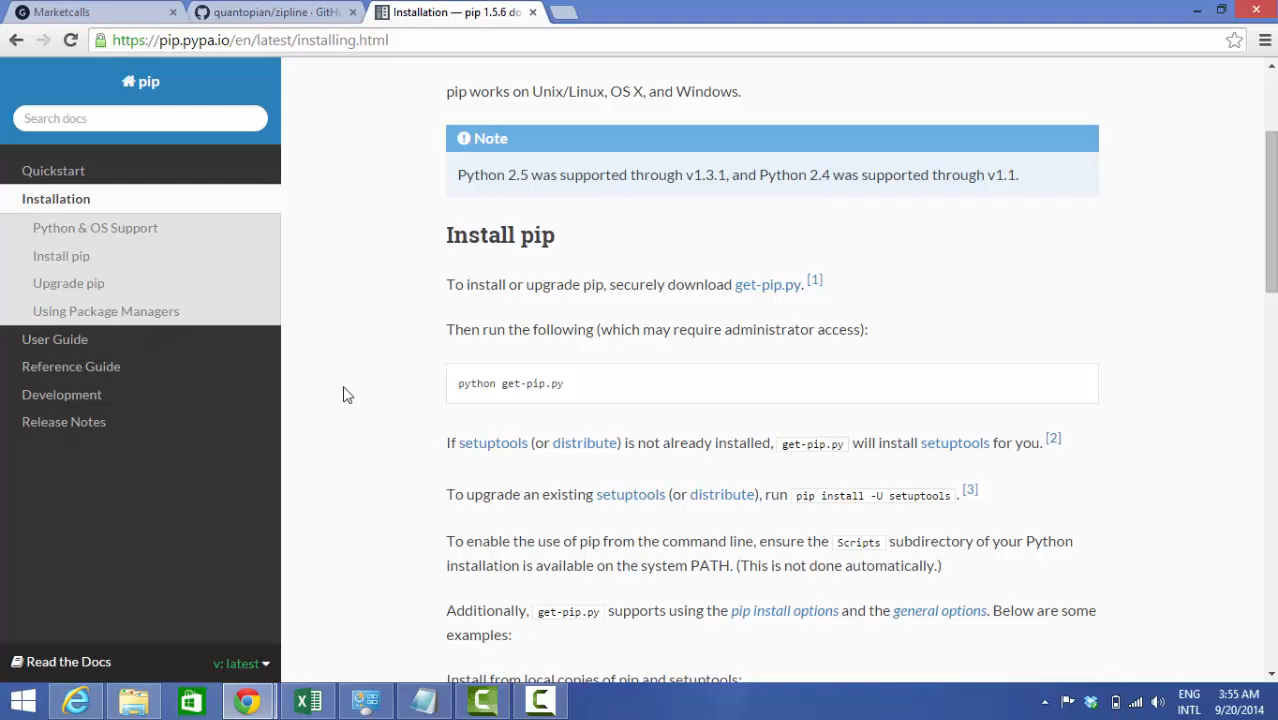 Marketcalls
quantopian/zipline · GitHu
Installation — pip 1.5.6 do
https://pip.pypa.io/en/latest/installing.html
pip
Search docs
Quickstart
Installation
Python & OS Support
Install pip
Upgrade pip
Using Package Managers
User Guide
Reference Guide
Development
Release Notes
Read the Docs
v: latest
pip works on Unix/Linux, OS X, and Windows.
Note
Python 2.5 was supported through v1.3.1, and Python 2.4 was supported through v1.1.
Install pip
To install or upgrade pip, securely download get-pip.py. [1]
Then run the following (which may require administrator access):
python get-pip.py
If setuptools (or distribute) is not already installed, get-pip.py will install setuptools for you. [2]
To upgrade an existing setuptools (or distribute), run pip install -U setuptools . [3]
To enable the use of pip from the command line, ensure the Scripts subdirectory of your Python
installation is available on the system PATH. (This is not done automatically.)
Additionally, get-pip.py supports using the pip install options and the general options. Below are some
examples:
Install from local copies of pip and setuptools:
ENG
INTL
3:55 AM
9/20/2014